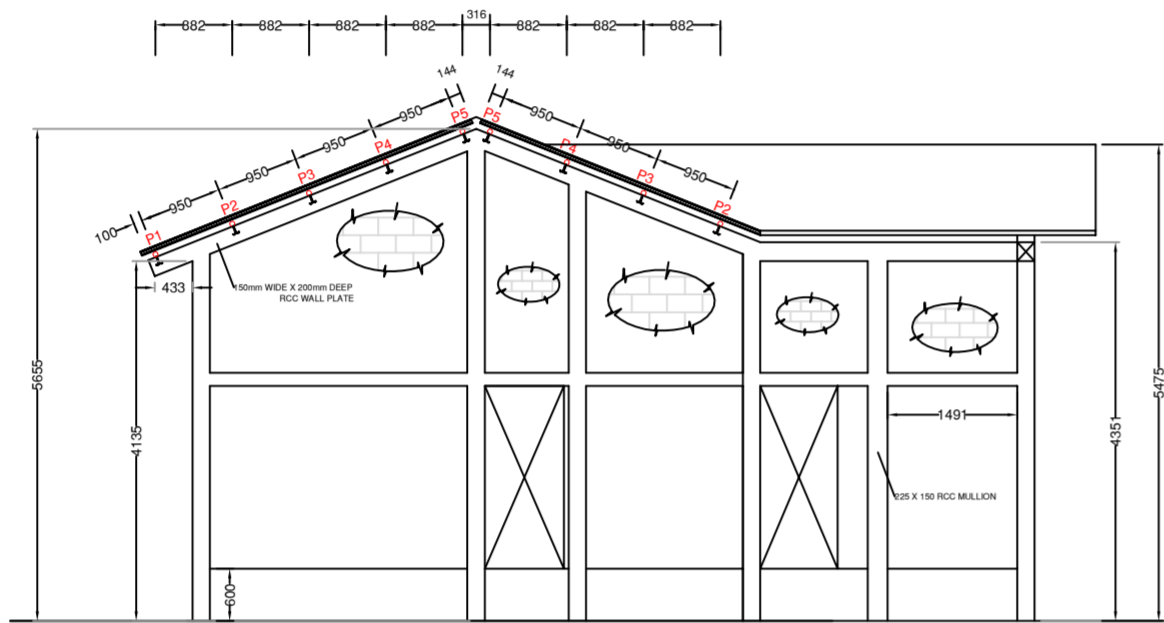 316
882 882 882 882 882 882 882
144 144
950 950
P5 P5
950 950
P4 P4
950 950
P3 P3
950
P2 P2
100
P1
433
150mm WIDE X 200mm DEEP
RCC WALL PLATE
5655
4135
600
1491
225 X 150 RCC MULLION
4351
5475